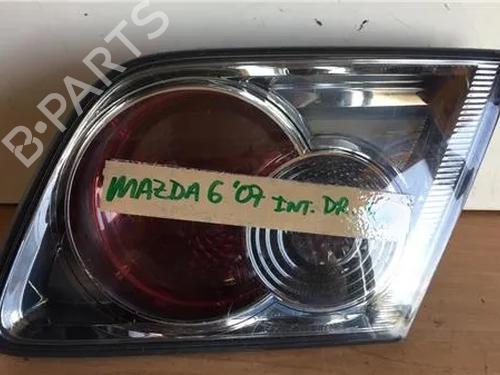 B-PARTS
MAZDA 6 '07 INT. DR.